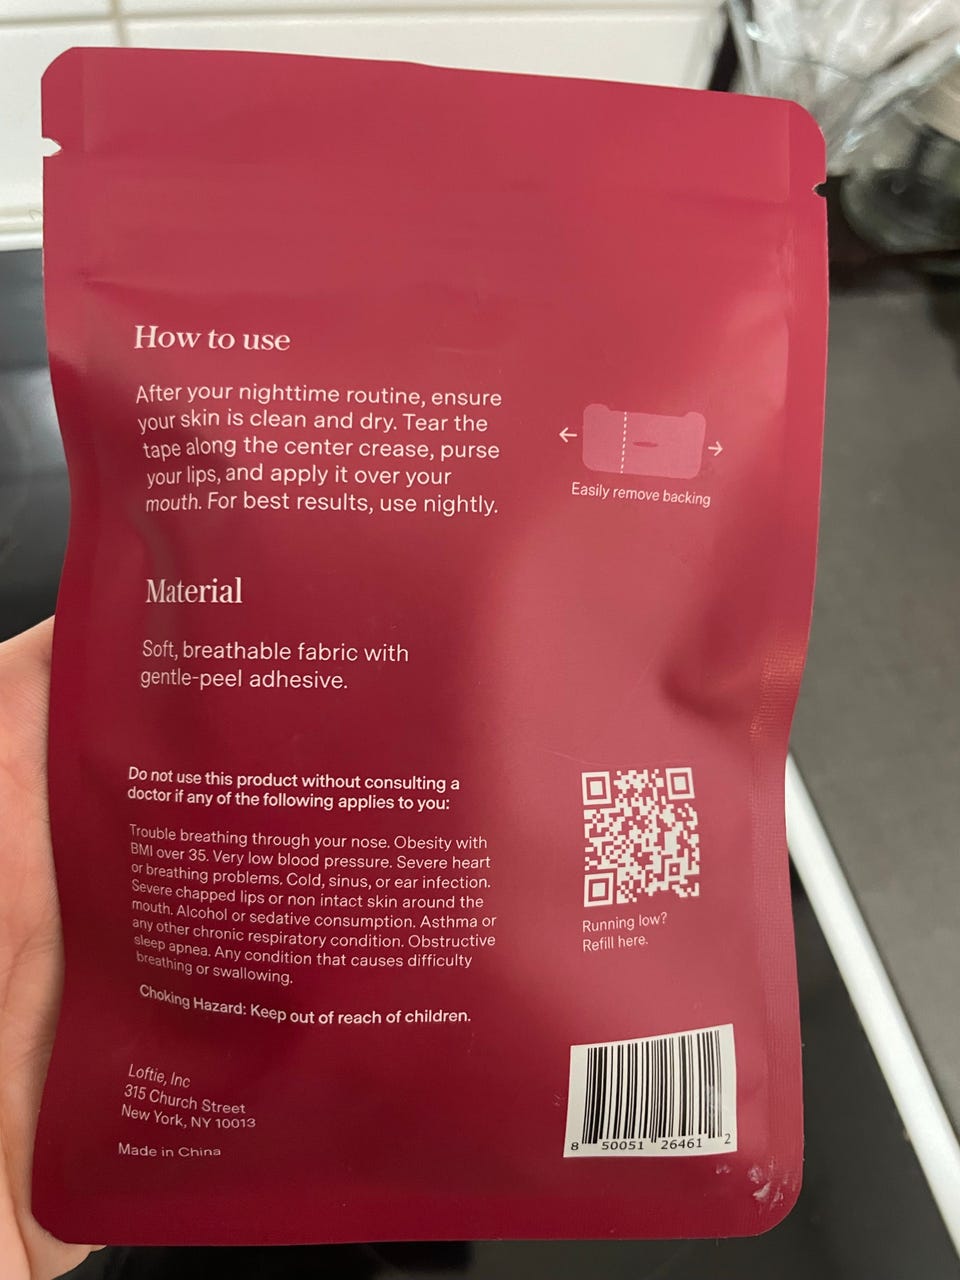 How to use
After your nighttime routine, ensure
your skin is clean and dry. Tear the
tape along the center crease, purse
your lips, and apply it over your
mouth. For best results, use nightly.
Easily remove backing
Material
Soft, breathable fabric with
gentle-peel adhesive.
Do not use this product without consulting a
doctor if any of the following applies to you:
Trouble breathing through your nose. Obesity with
BMI over 35. Very low blood pressure. Severe heart
or breathing problems. Cold, sinus, or ear infection.
Severe chapped lips or non intact skin around the
mouth. Alcohol or sedative consumption. Asthma or
any other chronic respiratory condition. Obstructive
sleep apnea. Any condition that causes difficulty
breathing or swallowing.
Choking Hazard: Keep out of reach of children.
Running low?
Refill here.
Loftie, Inc
315 Church Street
New York, NY 10013
Made in China
8 50051 26461 2